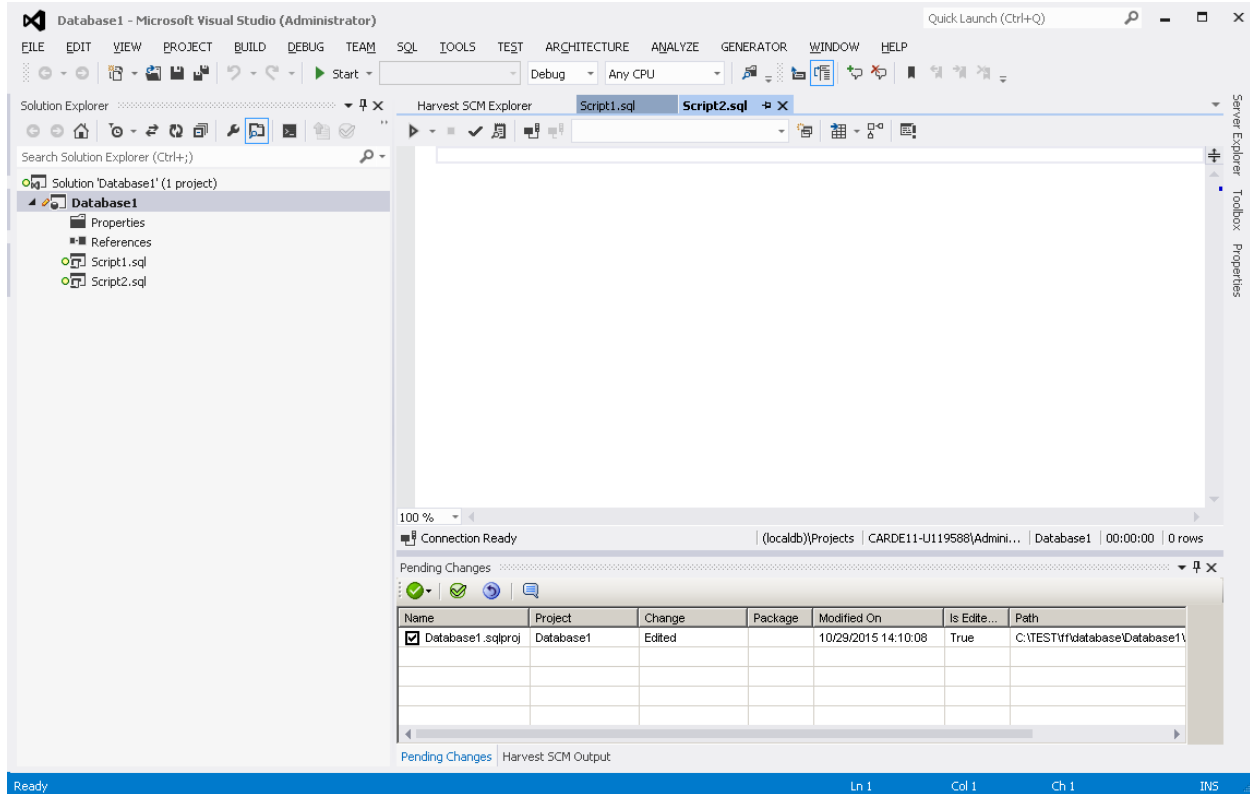 Database1 - Microsoft Visual Studio (Administrator)
Quick Launch (Ctrl+Q)
FILE EDIT VIEW PROJECT BUILD DEBUG TEAM SQL TOOLS TEST ARCHITECTURE ANALYZE GENERATOR WINDOW HELP
Start Debug Any CPU
Solution Explorer
Harvest SCM Explorer Script1.sql Script2.sql
Search Solution Explorer (Ctrl+;)
Solution 'Database1' (1 project)
Database1
Properties
References
Script1.sql
Script2.sql
Server Explorer
Toolbox
Properties
100 %
Connection Ready (localdb)\Projects CARDE11-U119588\Admini... Database1 00:00:00 0 rows
Pending Changes
Name Project Change Package Modified On Is Edite... Path
Database1.sqlproj Database1 Edited 10/29/2015 14:10:08 True C:\TEST\ff\database\Database1\
Pending Changes Harvest SCM Output
Ready Ln 1 Col 1 Ch 1 INS